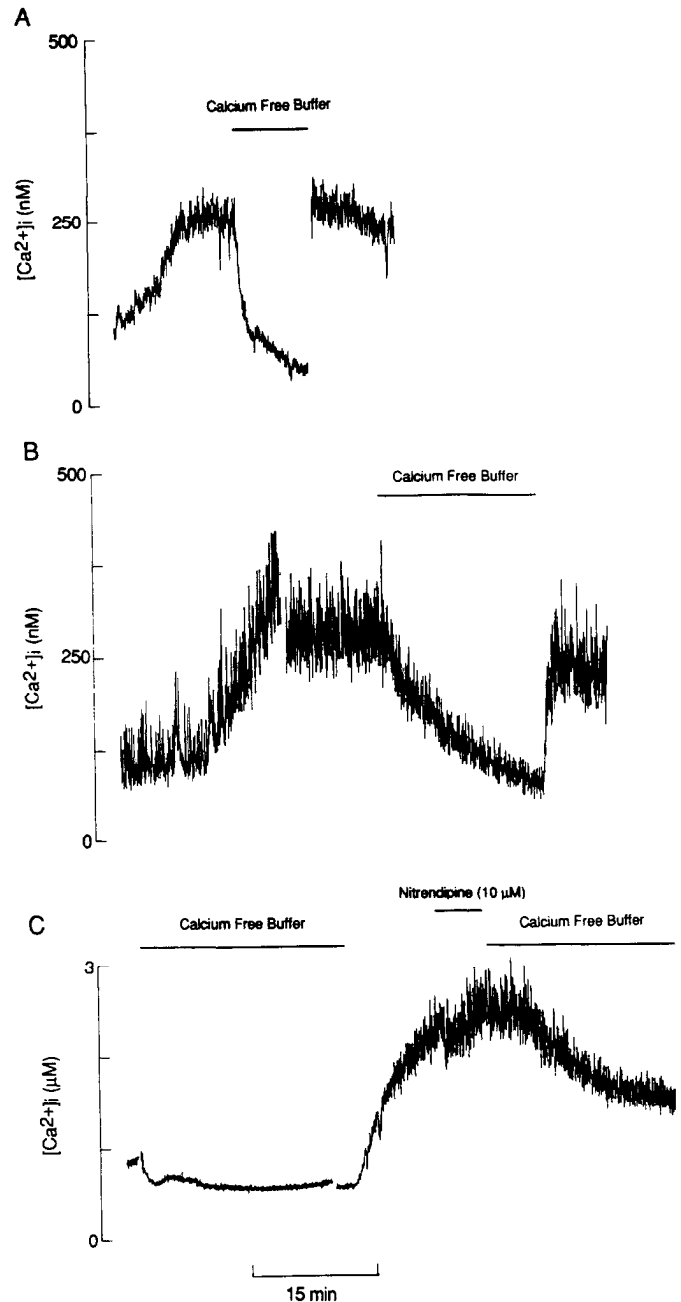 A
500
Calcium Free Buffer
250
[Ca2+]i (nM)
0
B
500
Calcium Free Buffer
250
[Ca2+]i (nM)
0
Nitrendipine (10 µM)
C
Calcium Free Buffer
Calcium Free Buffer
3
[Ca2+]i (µM)
0
15 min